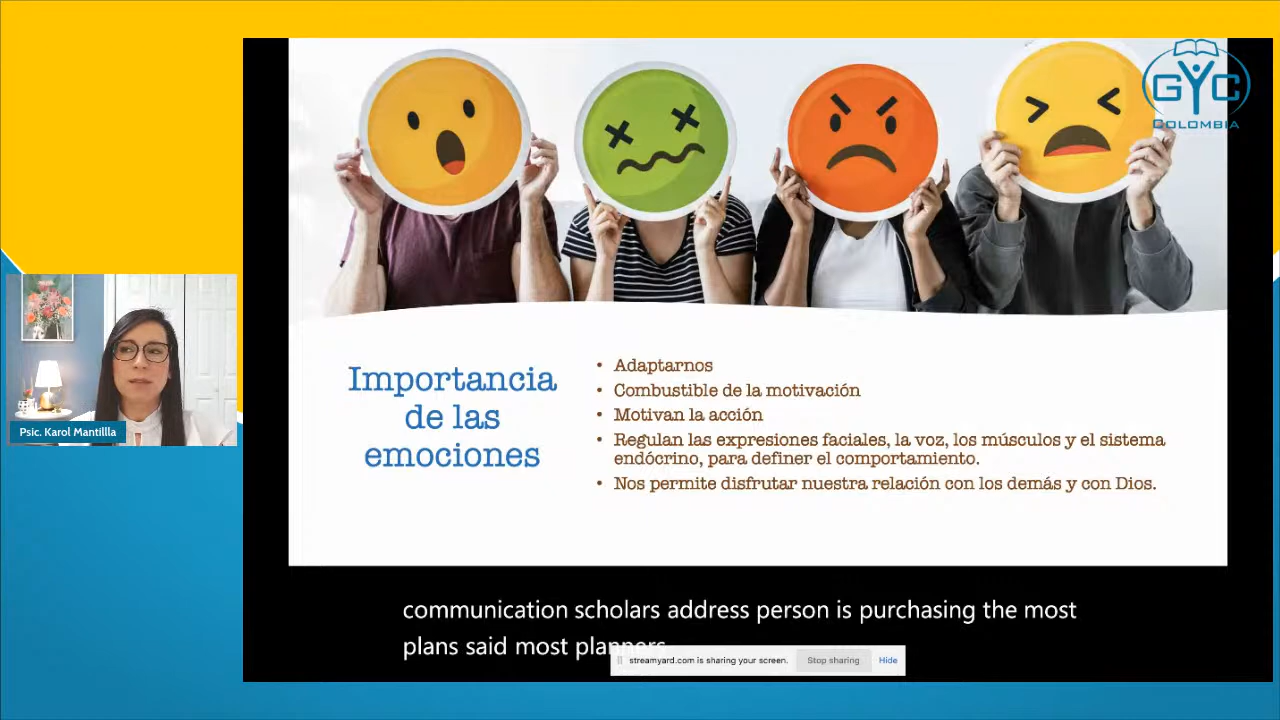 GYC
COLOMBIA
Importancia
de las
emociones
• Adaptarnos
• Combustible de la motivación
• Motivan la acción
• Regulan las expresiones faciales, la voz, los músculos y el sistema
endócrino, para definer el comportamiento.
• Nos permite disfrutar nuestra relación con los demás y con Dios.
Psic. Karol Mantillla
communication scholars address person is purchasing the most
plans said most planners
streamyard.com is sharing your screen.
Stop sharing
Hide